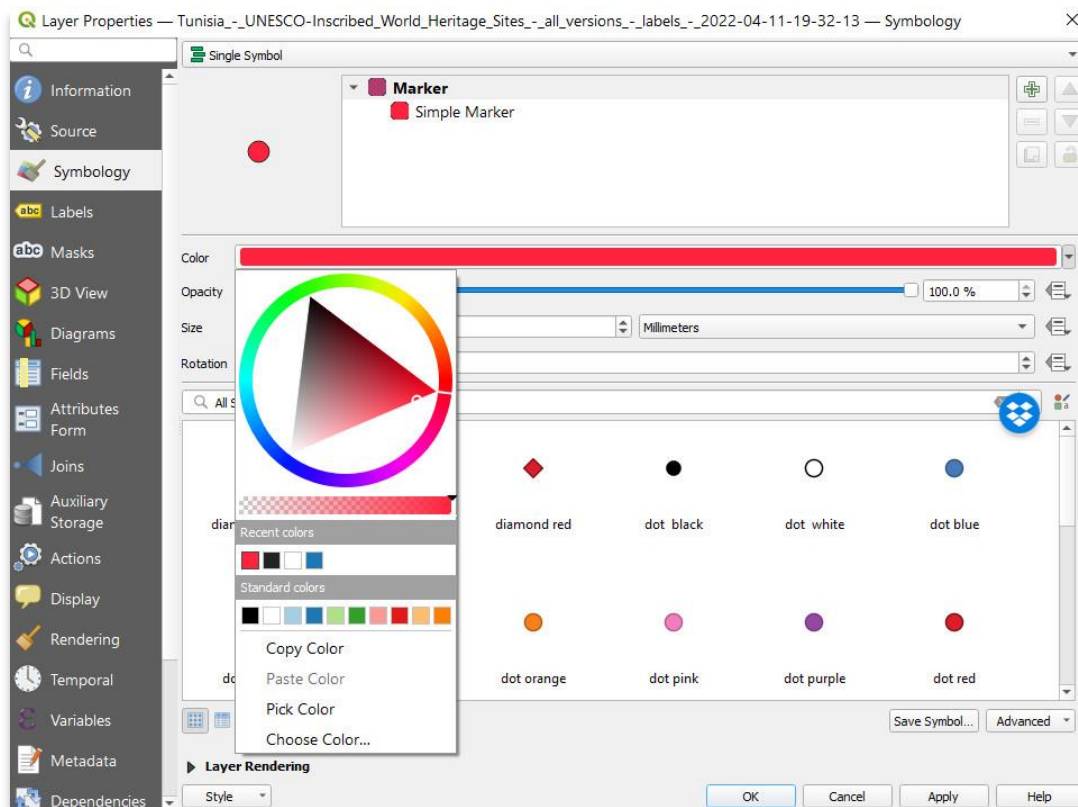 Layer Properties — Tunisia_-_UNESCO-Inscribed_World_Heritage_Sites_-_all_versions_-_labels_-_2022-04-11-19-32-13 — Symbology
Single Symbol
Information
Source
Symbology
abc Labels
abc Masks
3D View
Diagrams
Fields
Attributes
Form
Joins
Auxiliary
Storage
Actions
Display
Rendering
Temporal
Variables
Metadata
Dependencies
Marker
Simple Marker
Color
Opacity
100.0 %
Size
Millimeters
Rotation
All S
diamond red
dot black
dot white
dot blue
dot orange
dot pink
dot purple
dot red
Recent colors
Standard colors
Copy Color
Paste Color
Pick Color
Choose Color...
Save Symbol...
Advanced
Layer Rendering
Style
OK
Cancel
Apply
Help